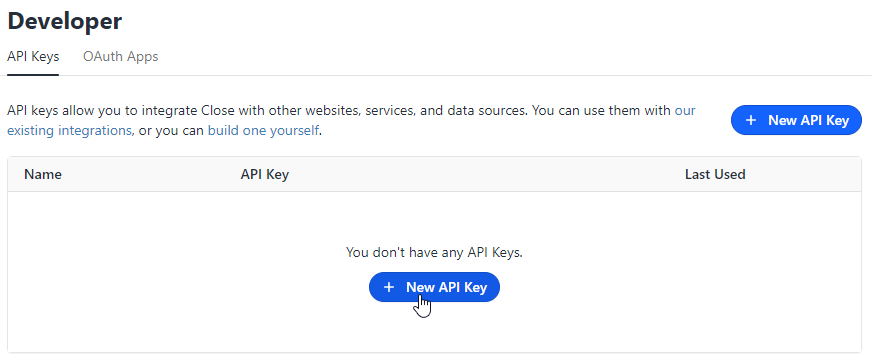 Developer
API Keys OAuth Apps
API keys allow you to integrate Close with other websites, services, and data sources. You can use them with our
existing integrations, or you can build one yourself.
+ New API Key
Name API Key Last Used
You don't have any API Keys.
+ New API Key